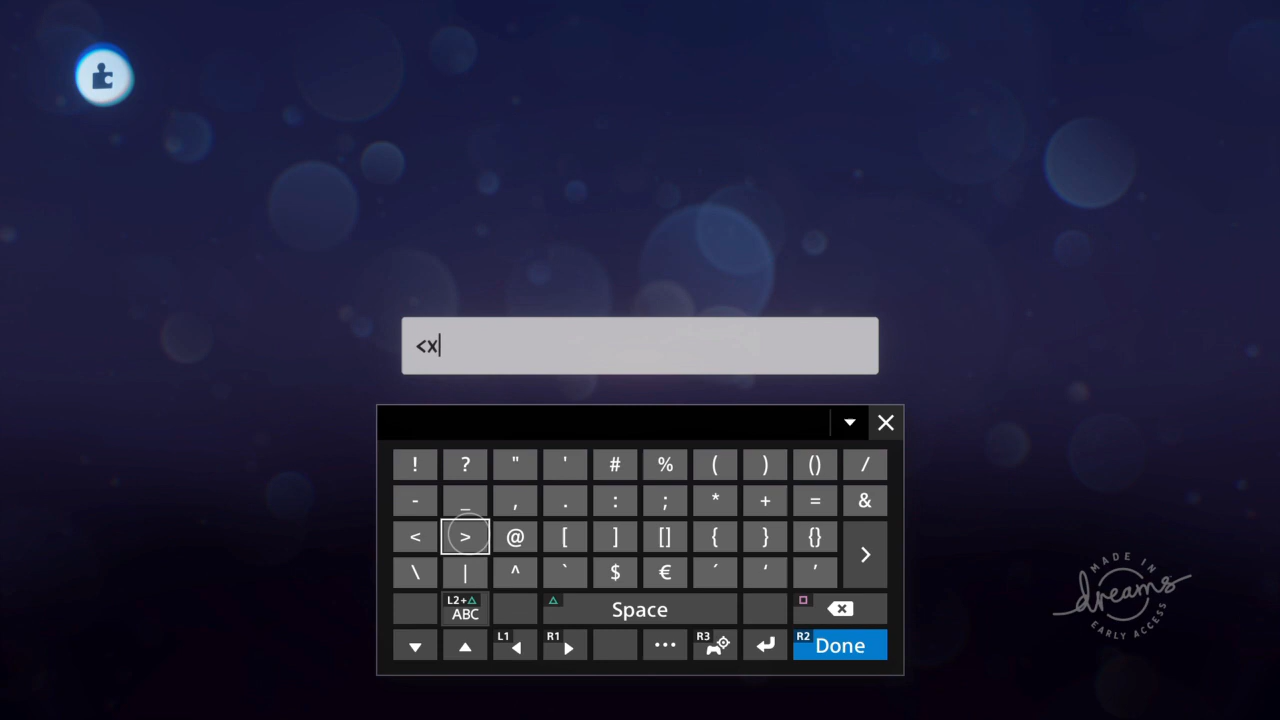 <x
! ? " ' # % ( ) () /
- _ , . : ; * + = &
< > @ [ ] [] { } {} >
\ | ^ ` $ € ´ ‘ ’
L2+△ ABC △ Space □
L1 R1 ... R3 R2 Done
MADE IN
dreams
EARLY ACCESS